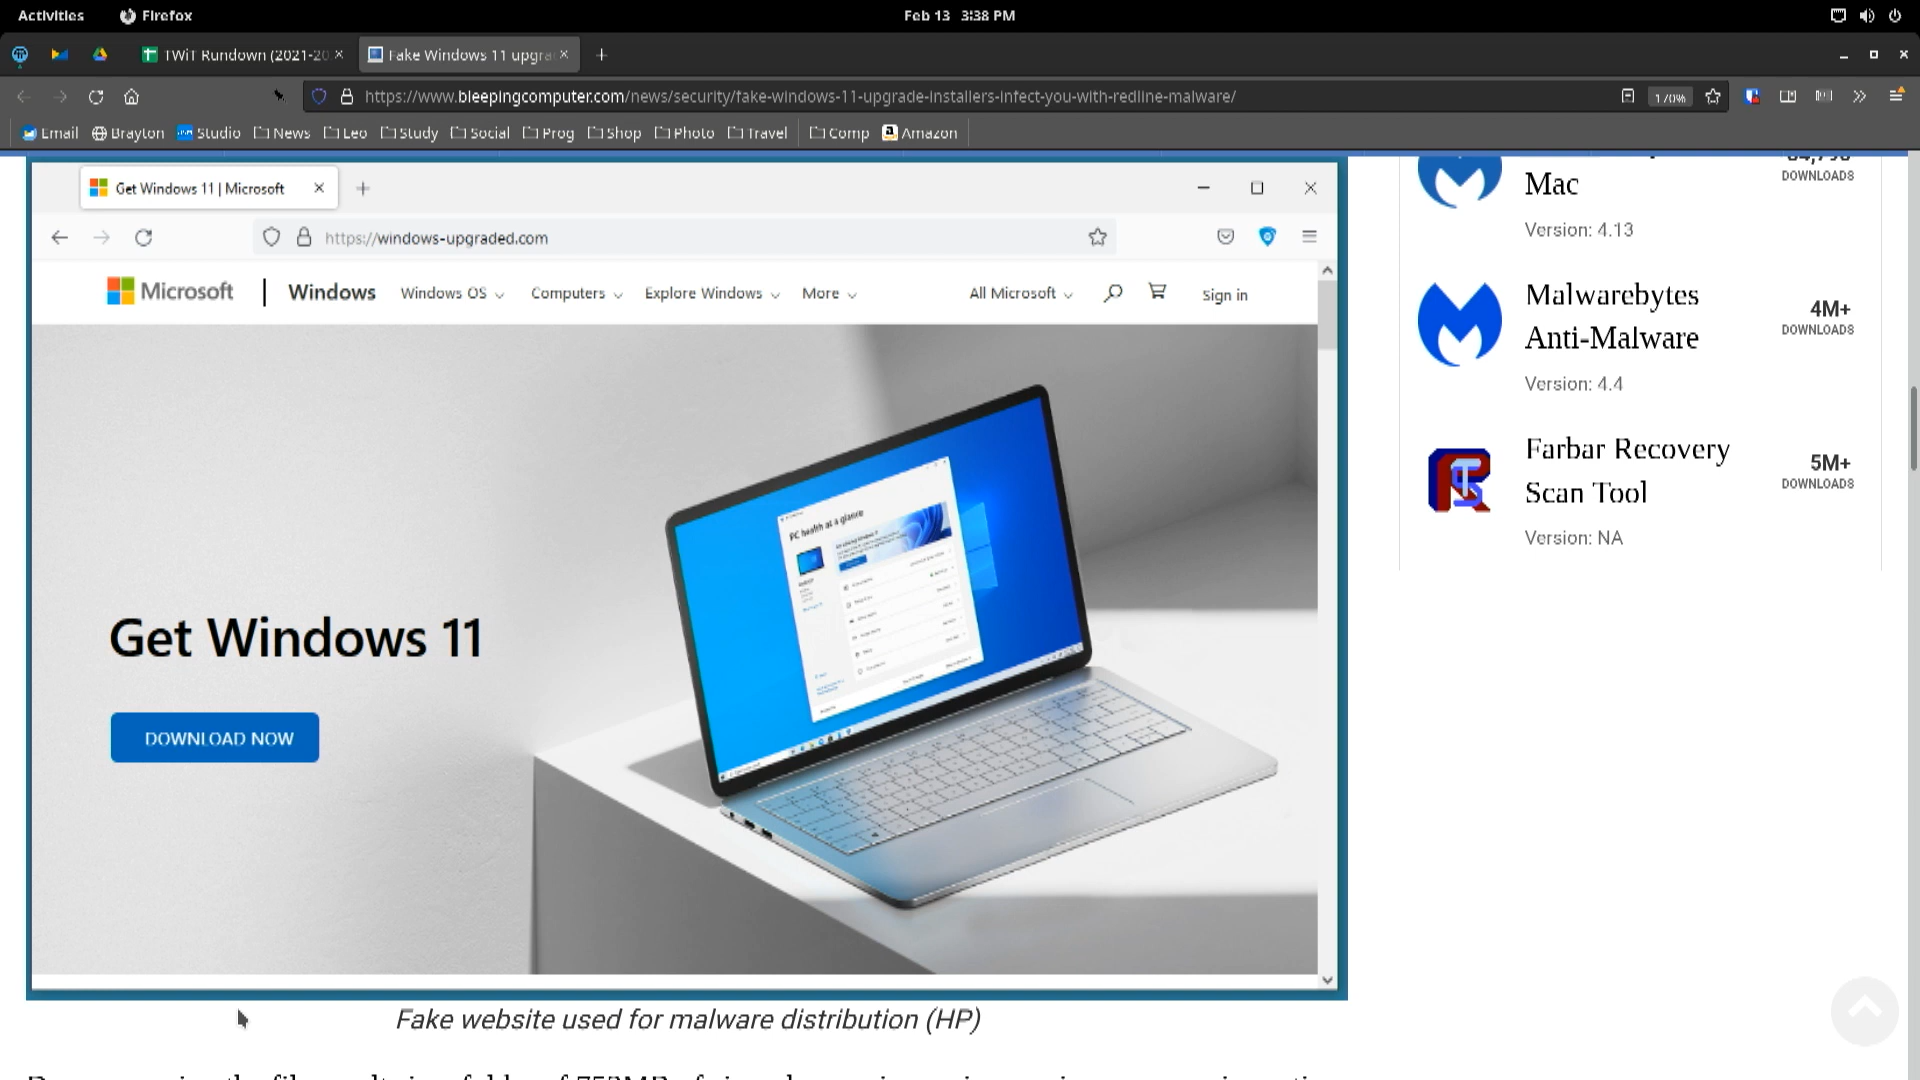 Activities Firefox Feb 13 3:38 PM
TWiT Rundown (2021-20 Fake Windows 11 upgra
https://www.bleepingcomputer.com/news/security/fake-windows-11-upgrade-installers-infect-you-with-redline-malware/ 170%
Email Brayton Studio News Leo Study Social Prog Shop Photo Travel Comp Amazon
Get Windows 11 | Microsoft
https://windows-upgraded.com
Microsoft | Windows Windows OS Computers Explore Windows More All Microsoft Sign in
PC health at a glance
Get Windows 11
DOWNLOAD NOW
Fake website used for malware distribution (HP)
Mac
DOWNLOADS
Version: 4.13
Malwarebytes
Anti-Malware
4M+
DOWNLOADS
Version: 4.4
Farbar Recovery
Scan Tool
5M+
DOWNLOADS
Version: NA